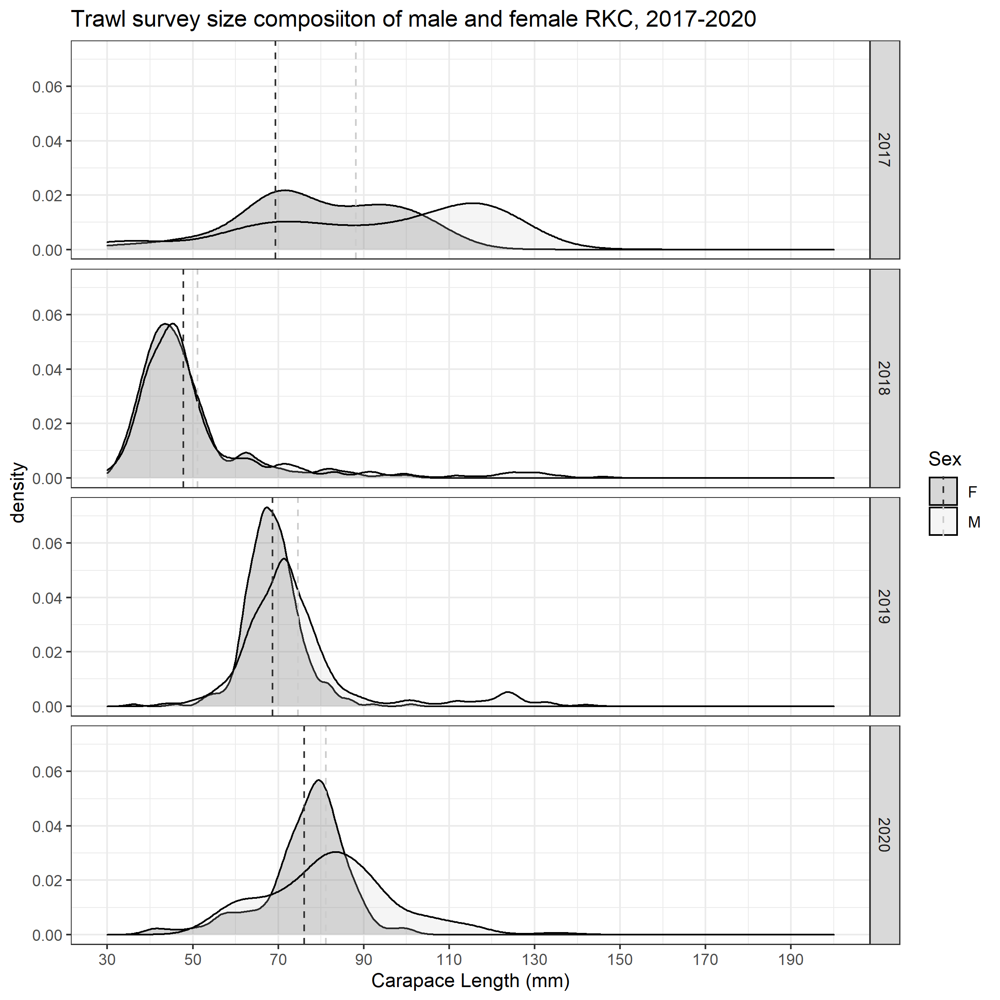 Trawl survey size composiiton of male and female RKC, 2017-2020
0.06
0.04
0.02
0.00
2017
0.06
0.04
0.02
0.00
2018
density
0.06
0.04
0.02
0.00
2019
0.06
0.04
0.02
0.00
2020
30 50 70 90 110 130 150 170 190
Carapace Length (mm)
Sex
F
M